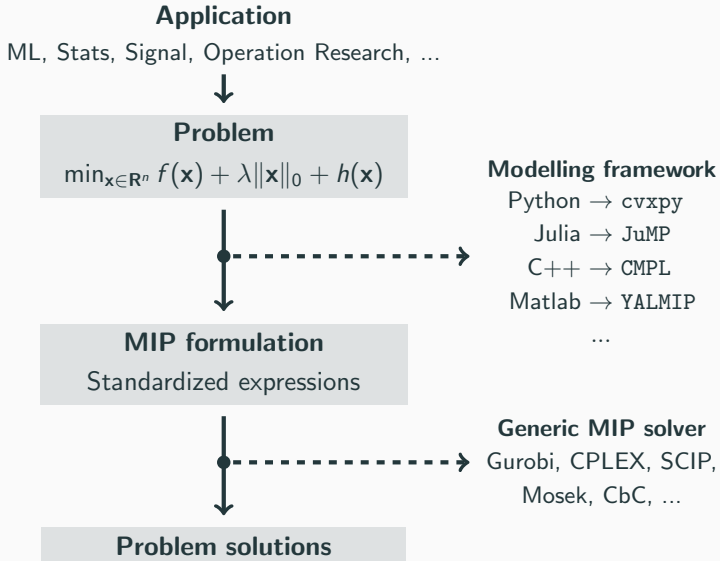 Application
ML, Stats, Signal, Operation Research, ...
Problem
min_{x∈R^n} f(x) + λ‖x‖_0 + h(x)
Modelling framework
Python → cvxpy
Julia → JuMP
C++ → CMPL
Matlab → YALMIP
...
MIP formulation
Standardized expressions
Generic MIP solver
Gurobi, CPLEX, SCIP,
Mosek, CbC, ...
Problem solutions